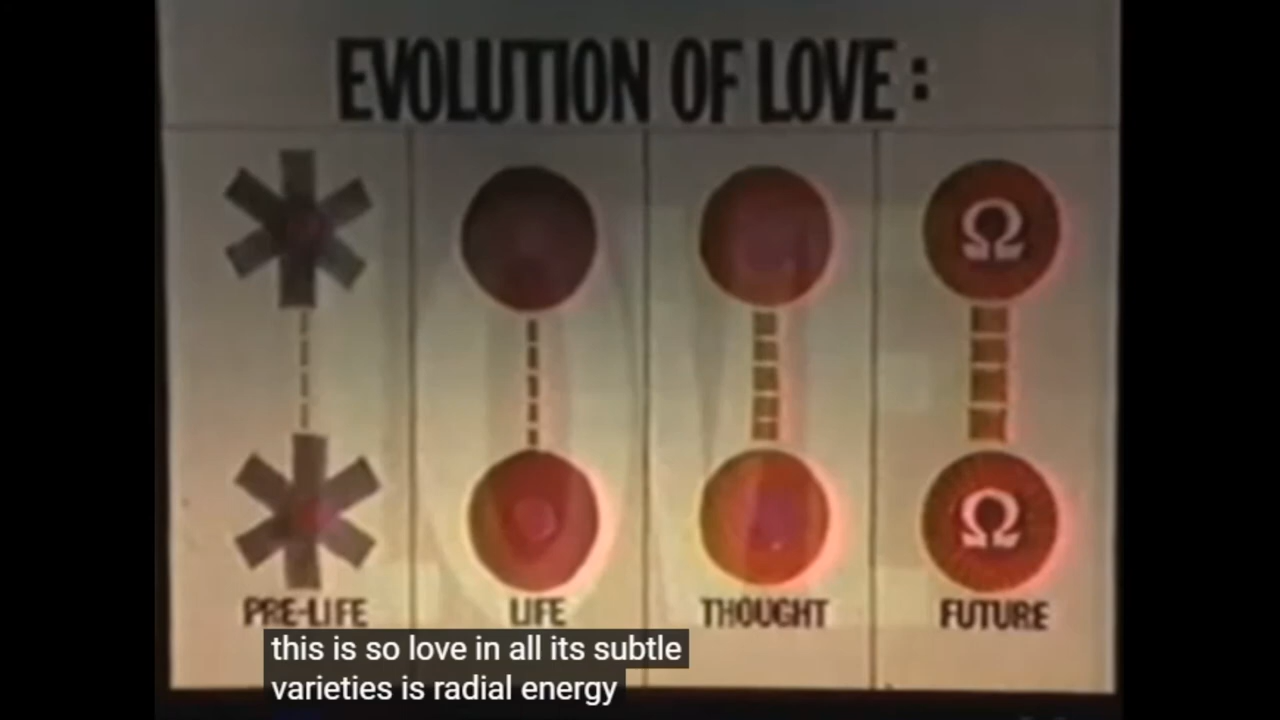 EVOLUTION OF LOVE:
Ω
Ω
PRE-LIFE LIFE THOUGHT FUTURE
this is so love in all its subtle
varieties is radial energy